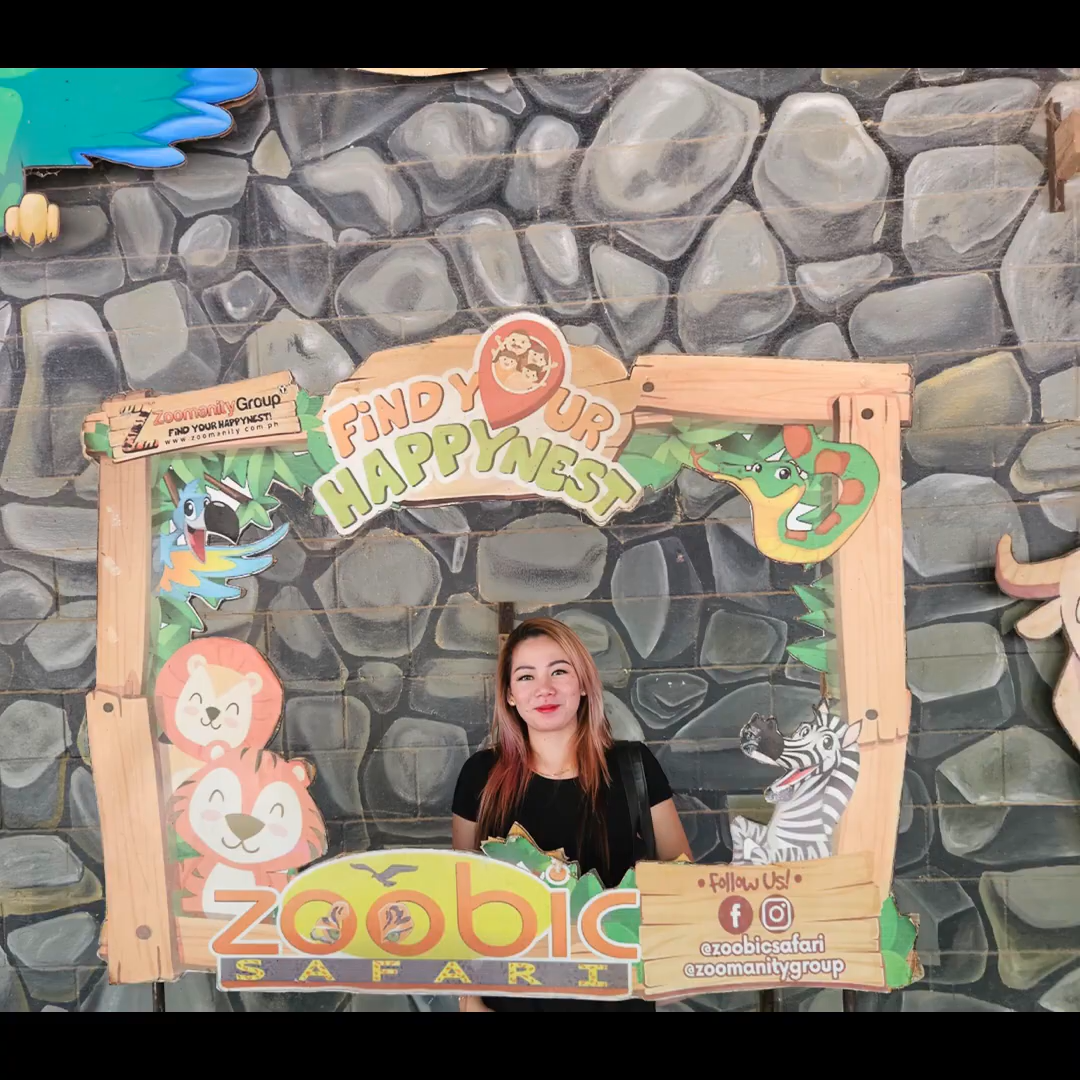 Zoomanity Group
FIND YOUR HAPPYNEST!
www.zoomanity.com.ph
FIND YOUR
HAPPYNEST
zoobic
SAFARI
• Follow Us! •
@zoobicsafari
@zoomanitygroup